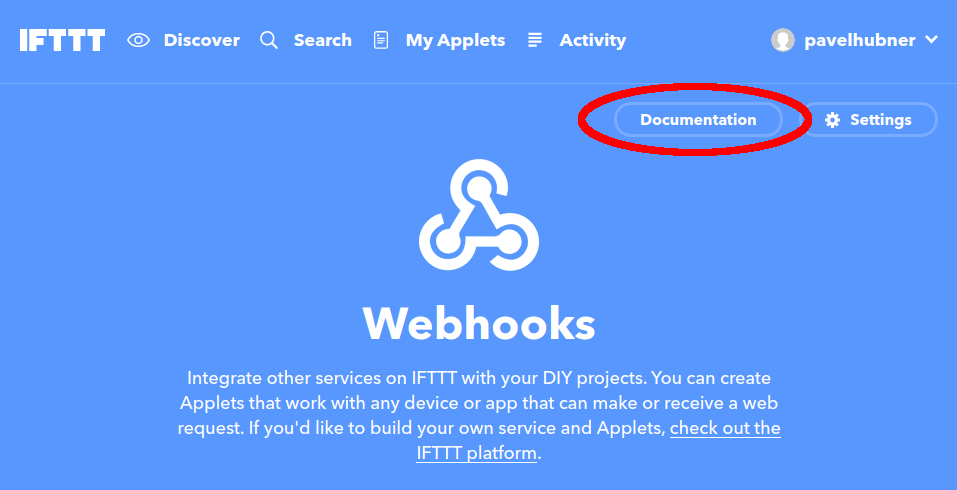 IFTTT Discover Search My Applets Activity pavelhubner
Documentation Settings
Webhooks
Integrate other services on IFTTT with your DIY projects. You can create
Applets that work with any device or app that can make or receive a web
request. If you'd like to build your own service and Applets, check out the
IFTTT platform.